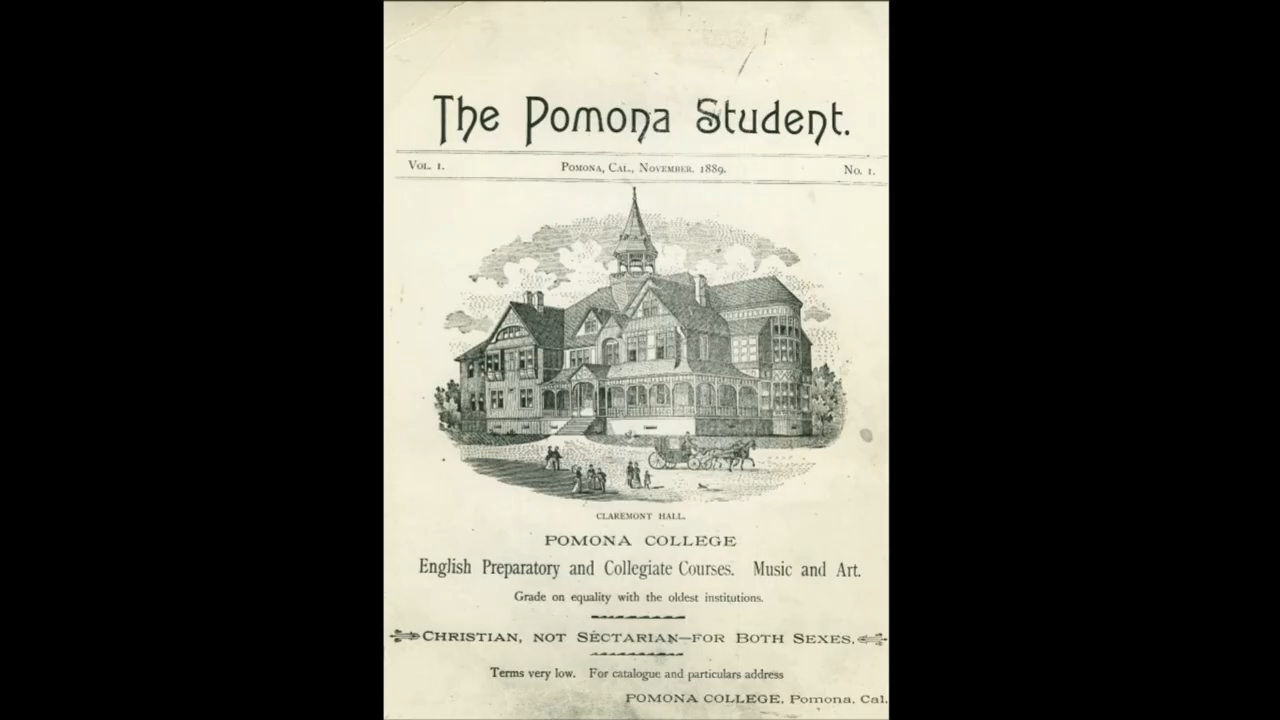 The Pomona Student.
VOL. 1. POMONA, CAL., NOVEMBER. 1889. NO. 1.
CLAREMONT HALL.
POMONA COLLEGE
English Preparatory and Collegiate Courses. Music and Art.
Grade on equality with the oldest institutions.
CHRISTIAN, NOT SECTARIAN—FOR BOTH SEXES.
Terms very low. For catalogue and particulars address
POMONA COLLEGE, Pomona, Cal.